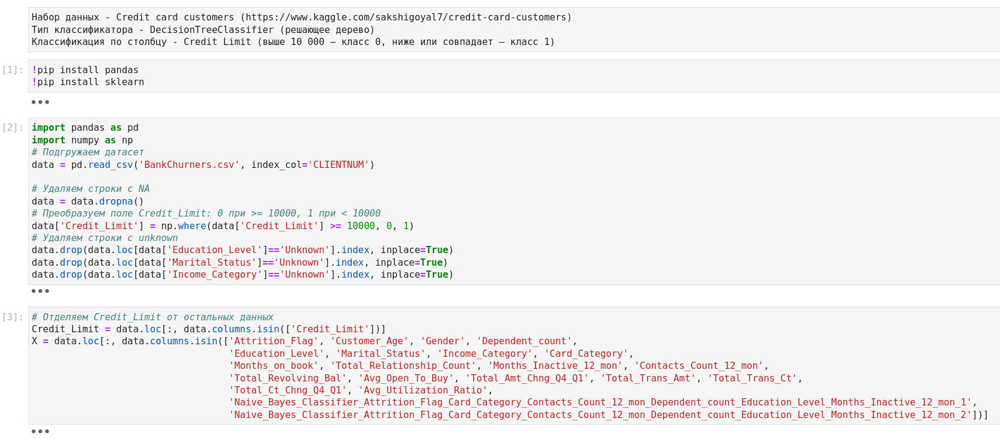 Набор данных - Credit card customers (https://www.kaggle.com/sakshigoyal7/credit-card-customers)
Тип классификатора - DecisionTreeClassifier (решающее дерево)
Классификация по столбцу - Credit Limit (выше 10 000 — класс 0, ниже или совпадает — класс 1)
[1]: !pip install pandas
!pip install sklearn
[2]: import pandas as pd
import numpy as np
# Подгружаем датасет
data = pd.read_csv('BankChurners.csv', index_col='CLIENTNUM')
# Удаляем строки с NA
data = data.dropna()
# Преобразуем поле Credit_Limit: 0 при >= 10000, 1 при < 10000
data['Credit_Limit'] = np.where(data['Credit_Limit'] >= 10000, 0, 1)
# Удаляем строки с unknown
data.drop(data.loc[data['Education_Level']=='Unknown'].index, inplace=True)
data.drop(data.loc[data['Marital_Status']=='Unknown'].index, inplace=True)
data.drop(data.loc[data['Income_Category']=='Unknown'].index, inplace=True)
[3]: # Отделяем Credit_Limit от остальных данных
Credit_Limit = data.loc[:, data.columns.isin(['Credit_Limit'])]
X = data.loc[:, data.columns.isin(['Attrition_Flag', 'Customer_Age', 'Gender', 'Dependent_count',
'Education_Level', 'Marital_Status', 'Income_Category', 'Card_Category',
'Months_on_book', 'Total_Relationship_Count', 'Months_Inactive_12_mon', 'Contacts_Count_12_mon',
'Total_Revolving_Bal', 'Avg_Open_To_Buy', 'Total_Amt_Chng_Q4_Q1', 'Total_Trans_Amt', 'Total_Trans_Ct',
'Total_Ct_Chng_Q4_Q1', 'Avg_Utilization_Ratio',
'Naive_Bayes_Classifier_Attrition_Flag_Card_Category_Contacts_Count_12_mon_Dependent_count_Education_Level_Months_Inactive_12_mon_1',
'Naive_Bayes_Classifier_Attrition_Flag_Card_Category_Contacts_Count_12_mon_Dependent_count_Education_Level_Months_Inactive_12_mon_2'])]